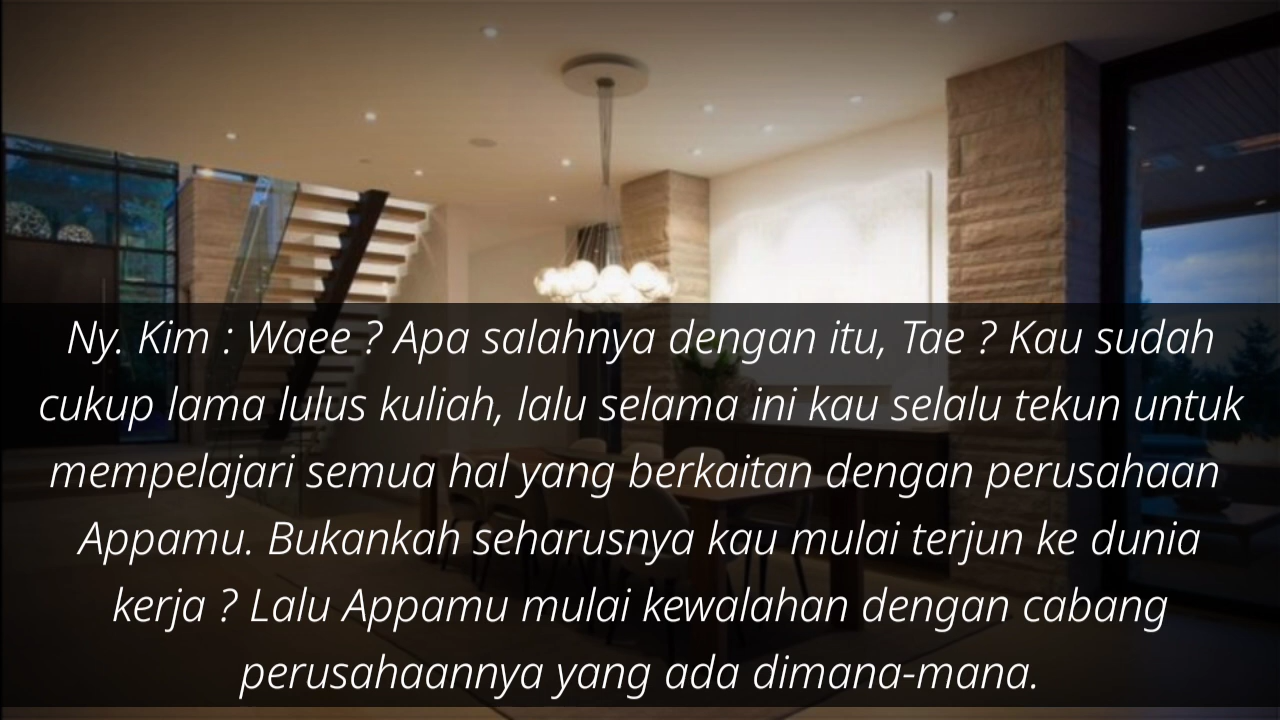 Ny. Kim : Waee ? Apa salahnya dengan itu, Tae ? Kau sudah
cukup lama lulus kuliah, lalu selama ini kau selalu tekun untuk
mempelajari semua hal yang berkaitan dengan perusahaan
Appamu. Bukankah seharusnya kau mulai terjun ke dunia
kerja ? Lalu Appamu mulai kewalahan dengan cabang
perusahaannya yang ada dimana-mana.